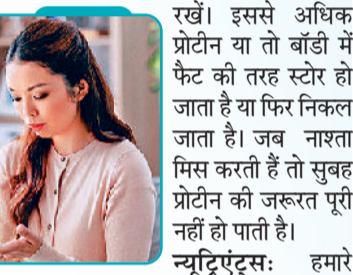 रखें। इससे अधिक
प्रोटीन या तो बॉडी में
फैट की तरह स्टोर हो
जाता है या फिर निकल
जाता है। जब नाश्ता
मिस करती हैं तो सुबह
प्रोटीन की जरूरत पूरी
नहीं हो पाती है।
न्यूट्रिएंट्सः हमारे